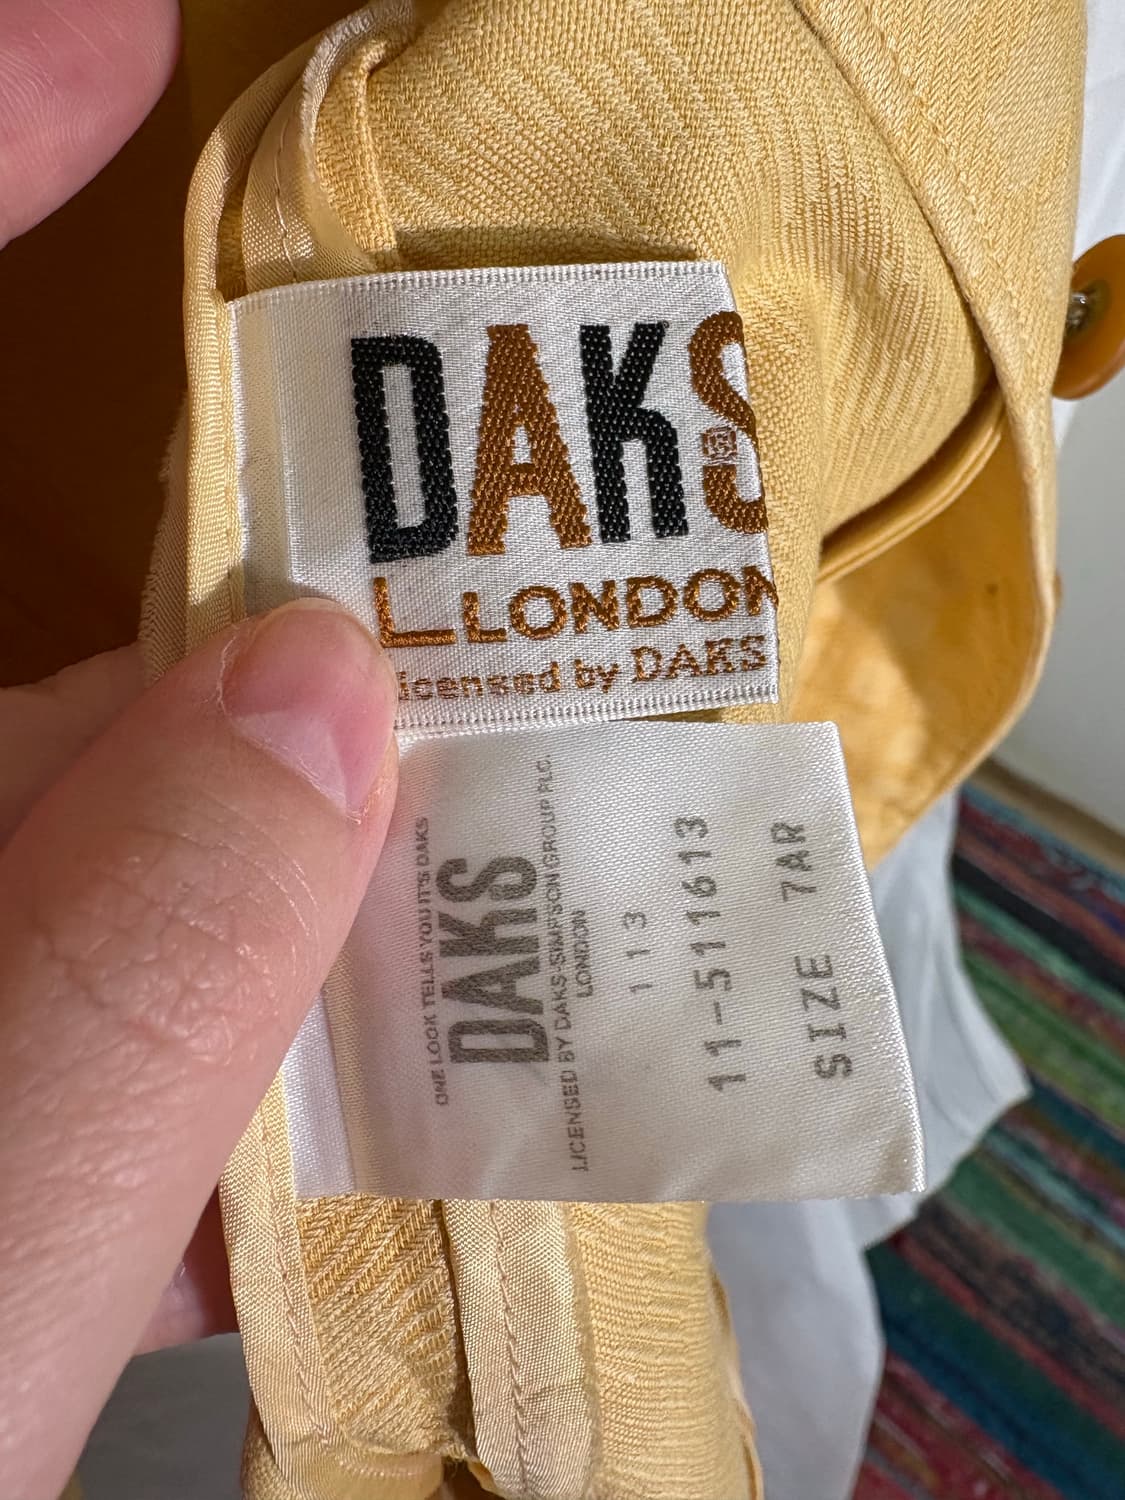 DAKS
LONDON
Licensed by DAKS
ONE LOOK TELLS YOU IT'S DAKS
DAKS
LICENSED BY DAKS-SIMPSON GROUP PLC.
LONDON
113
11-511613
SIZE 7AR